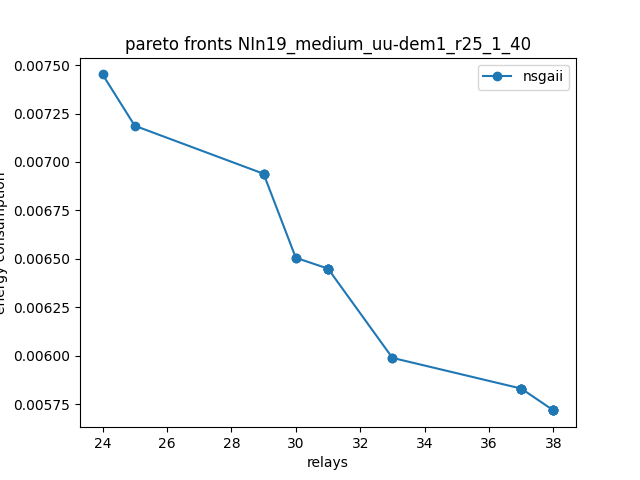 pareto fronts NIn19_medium_uu-dem1_r25_1_40
nsgaii
0.00750
0.00725
0.00700
0.00675
0.00650
0.00625
0.00600
0.00575
energy consumption
24 26 28 30 32 34 36 38
relays